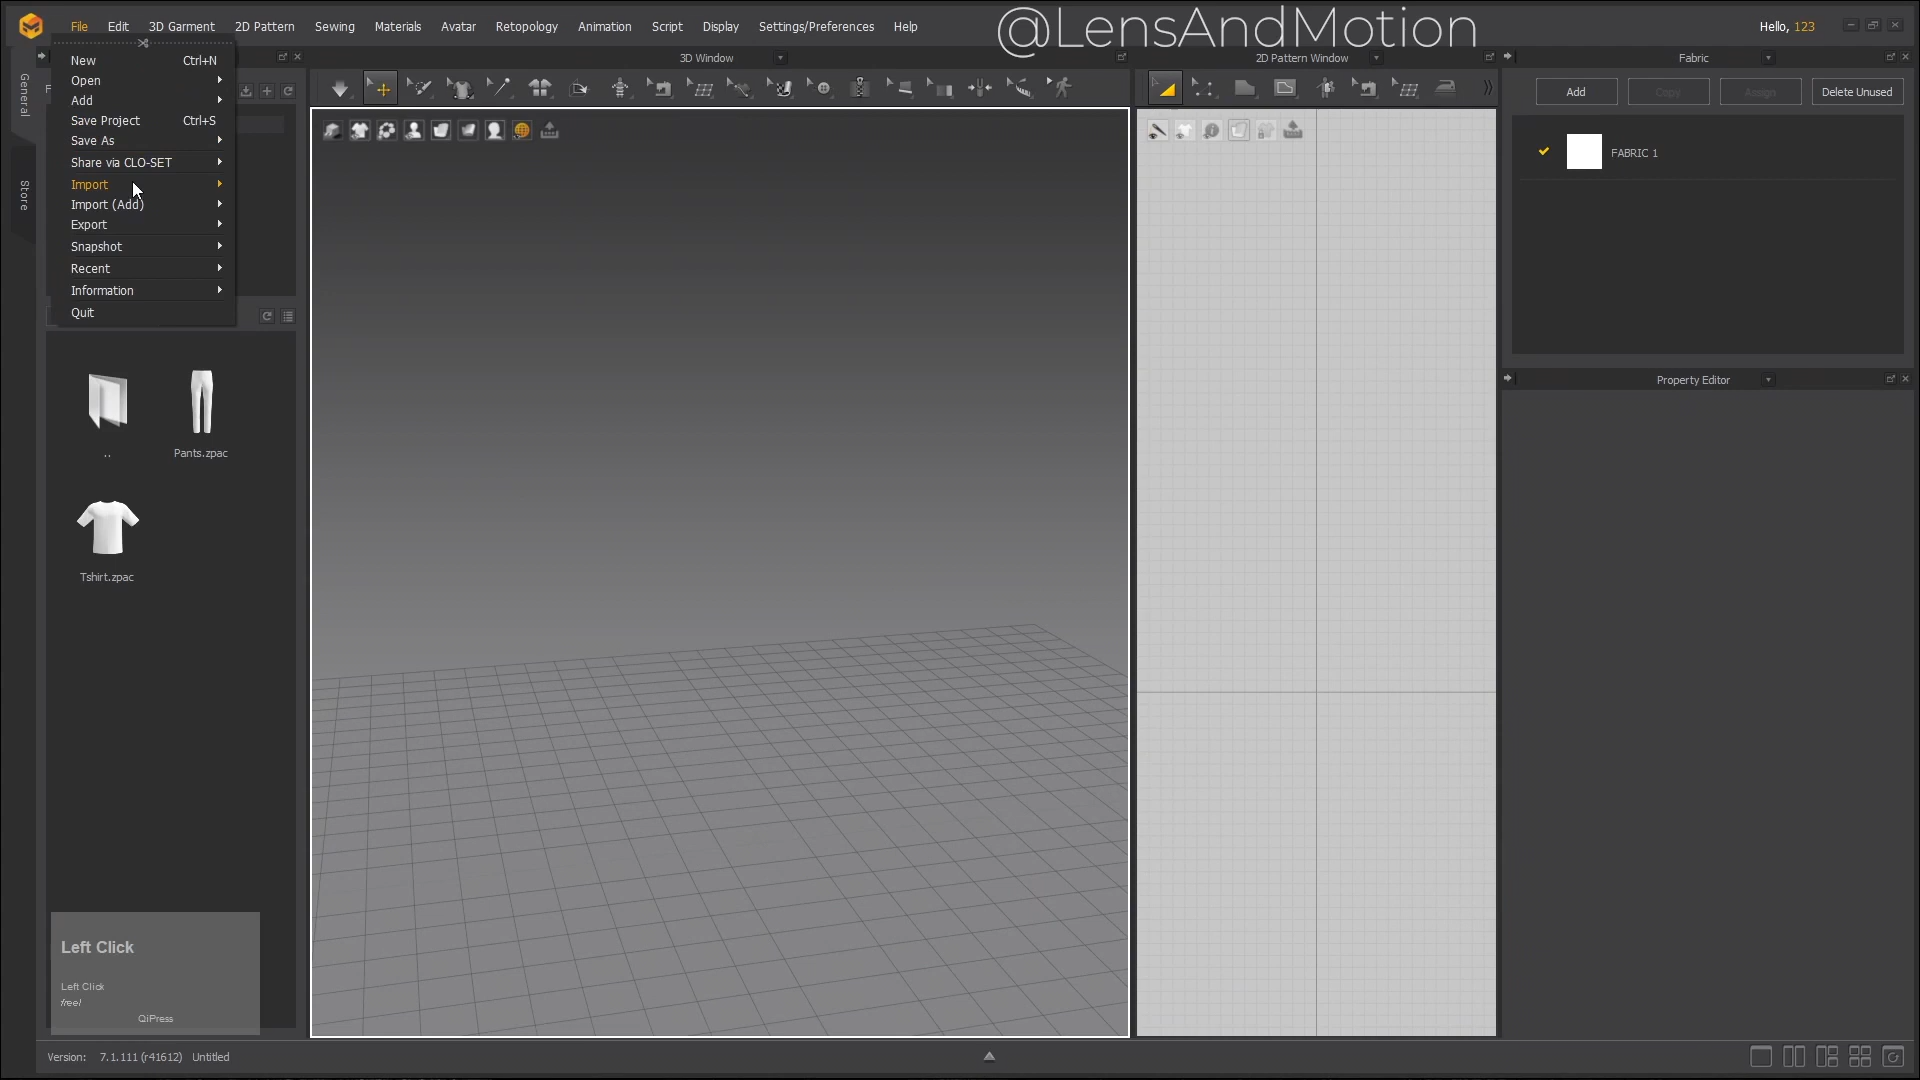 File Edit 3D Garment 2D Pattern Sewing Materials Avatar Retopology Animation Script Display Settings/Preferences Help
@LensAndMotion
Hello, 123
3D Window
2D Pattern Window
Fabric
General
Store
New Ctrl+N
Open
Add
Save Project Ctrl+S
Save As
Share via CLO-SET
Import
Import (Add)
Export
Snapshot
Recent
Information
Quit
Add Copy Assign Delete Unused
FABRIC 1
Property Editor
..
Pants.zpac
Tshirt.zpac
Left Click
Left Click
free!
QiPress
Version: 7.1.111 (r41612) Untitled